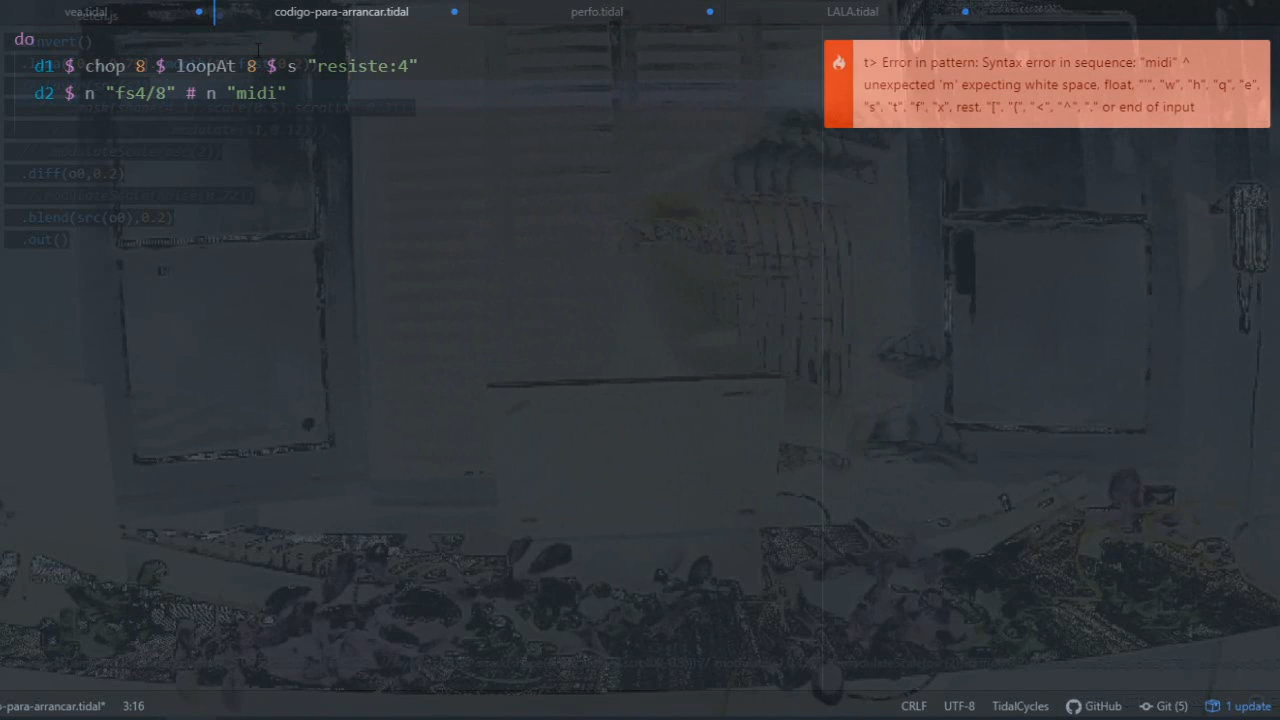 vea.tidal
codigo-para-arrancar.tidal
perfo.tidal
LALA.tidal
do
d1 $ chop 8 $ loopAt 8 $ s "resiste:4"
d2 $ n "fs4/8" # n "midi"
.diff(o0,0.2)
.blend(src(o0),0.2)
.out()
t> Error in pattern: Syntax error in sequence: "midi" ^
unexpected 'm' expecting white space, float, "'", "w", "h", "q", "e",
"s", "t", "f", "x", rest, "[", "{", "<", "^", "." or end of input
o-para-arrancar.tidal*
3:16
CRLF
UTF-8
TidalCycles
GitHub
Git (5)
1 update